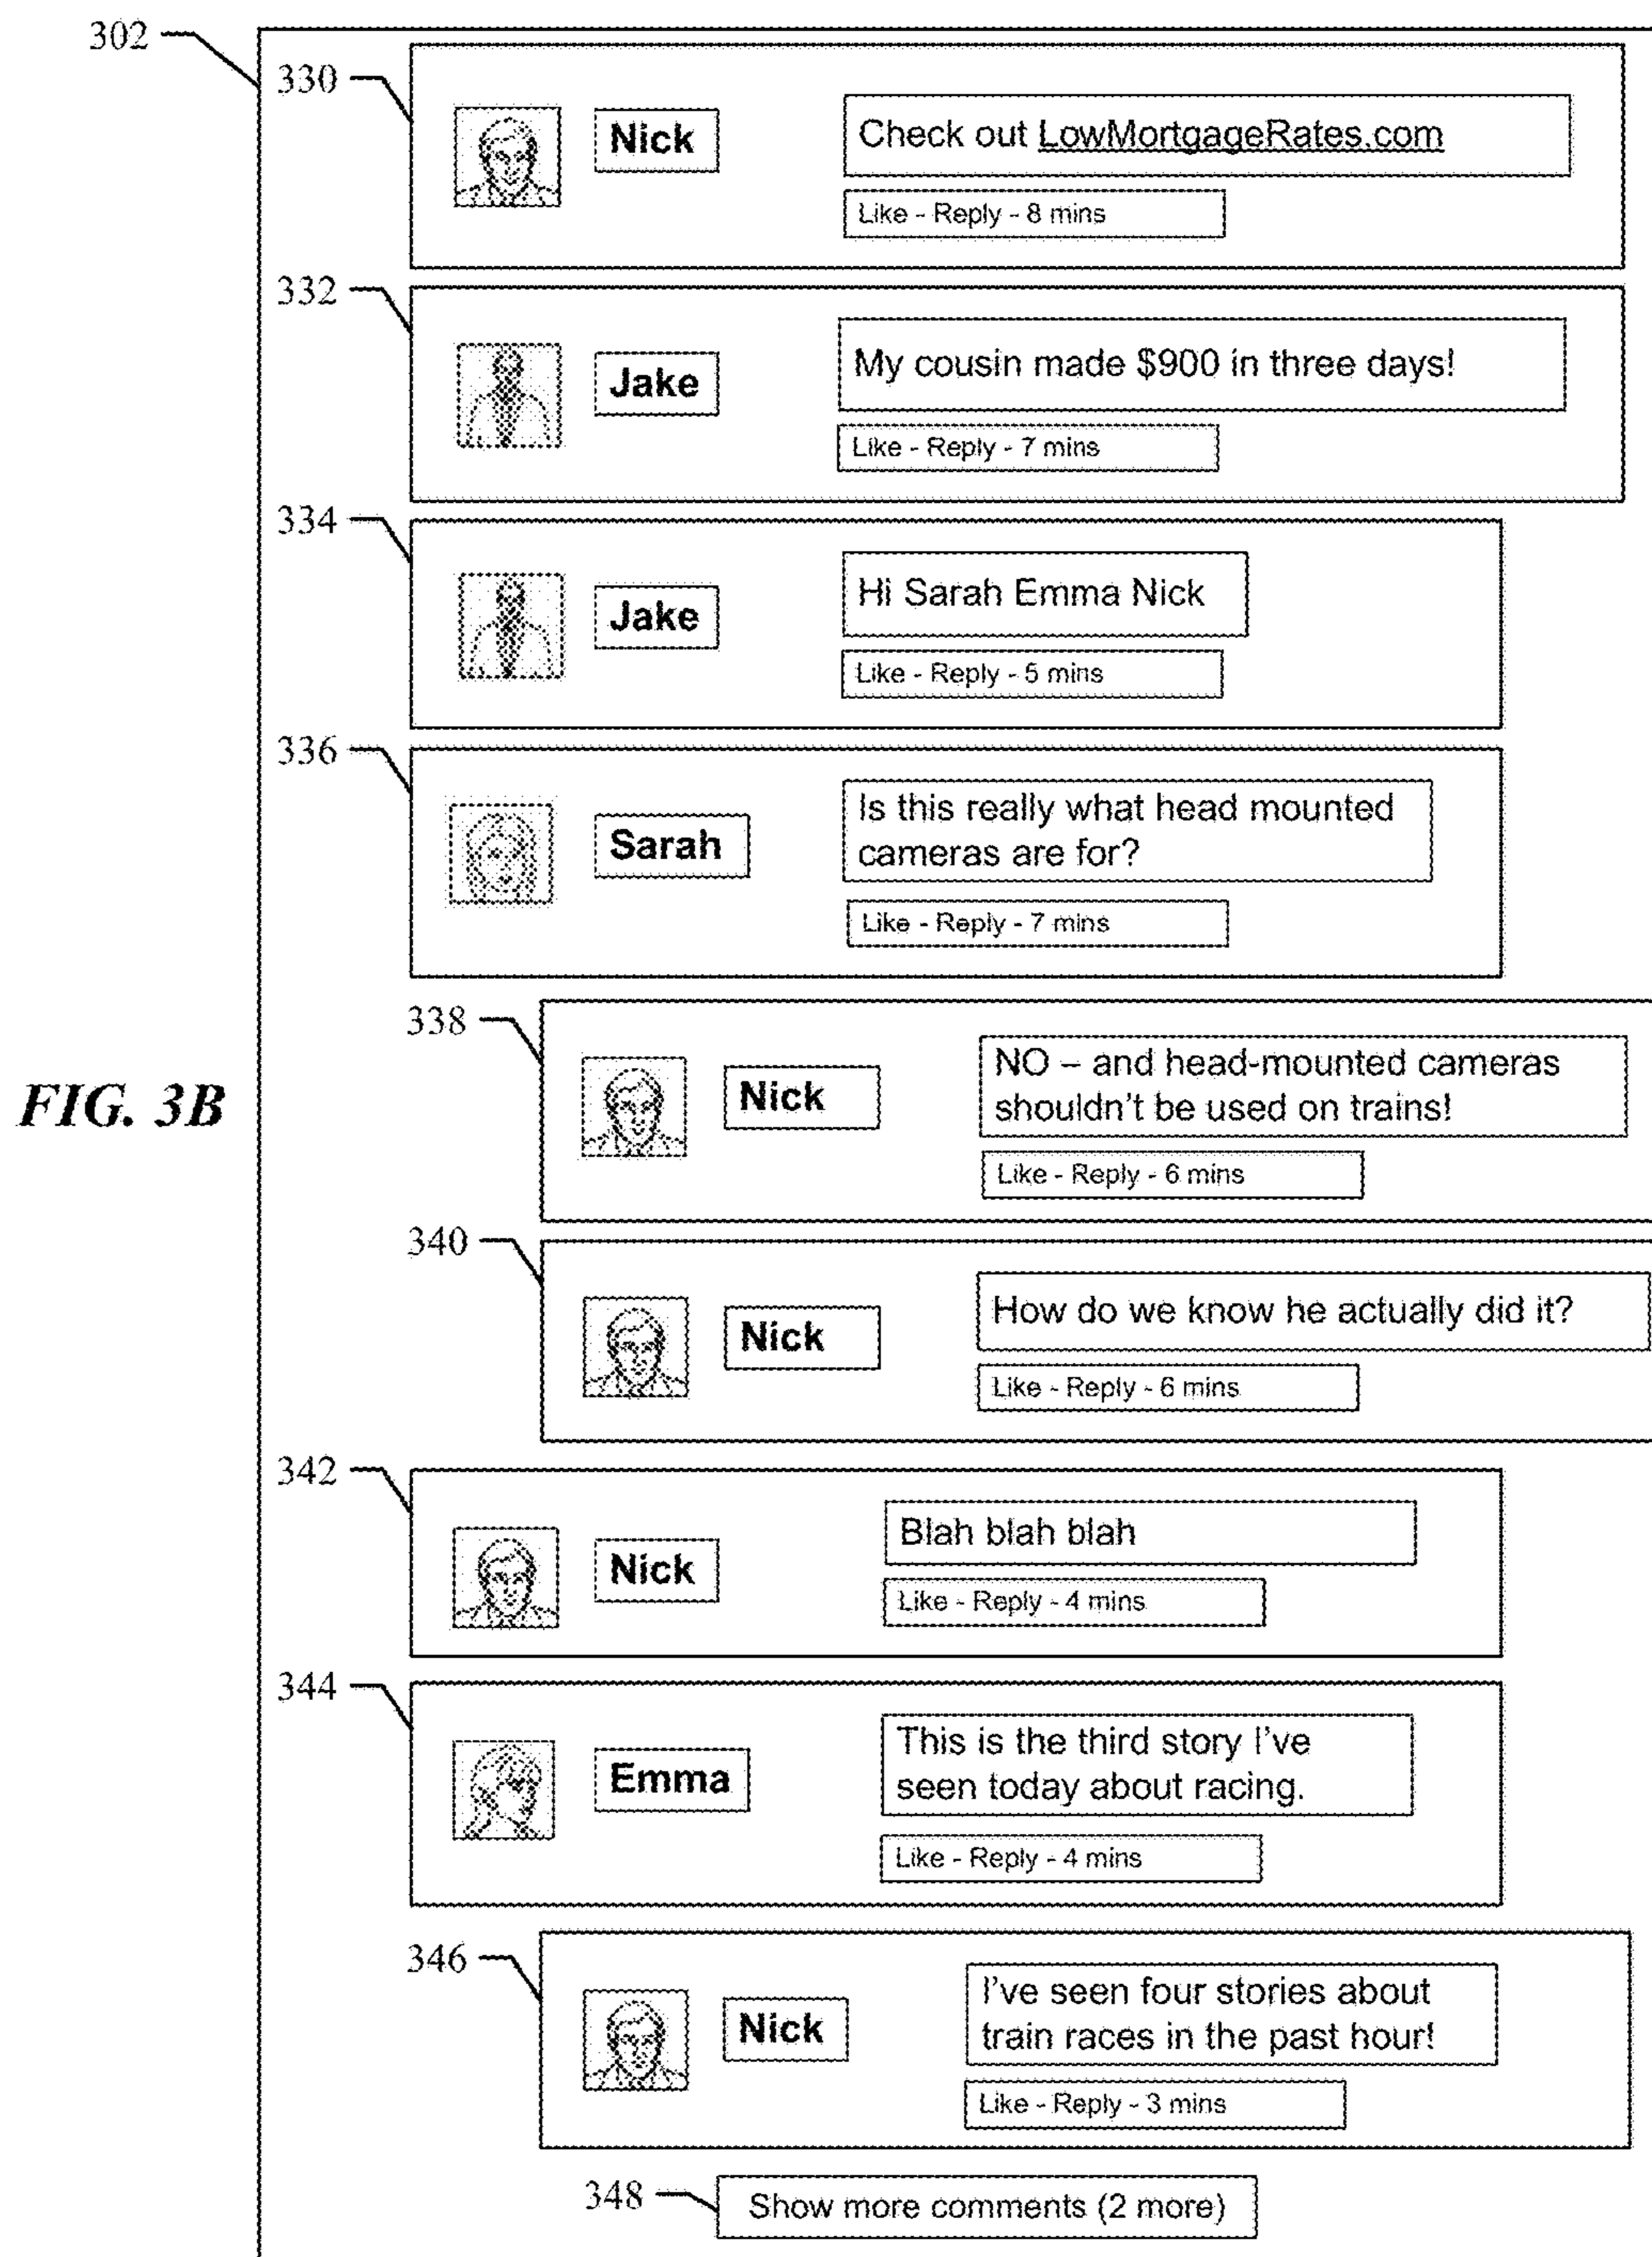 302
330
Nick
Check out LowMortgageRates.com
Like - Reply - 8 mins
332
Jake
My cousin made $900 in three days!
Like - Reply - 7 mins
334
Jake
Hi Sarah Emma Nick
Like - Reply - 5 mins
336
Sarah
Is this really what head mounted
cameras are for?
Like - Reply - 7 mins
338
Nick
NO – and head-mounted cameras
shouldn't be used on trains!
Like - Reply - 6 mins
FIG. 3B
340
Nick
How do we know he actually did it?
Like - Reply - 6 mins
342
Nick
Blah blah blah
Like - Reply - 4 mins
344
Emma
This is the third story I've
seen today about racing.
Like - Reply - 4 mins
346
Nick
I've seen four stories about
train races in the past hour!
Like - Reply - 3 mins
348
Show more comments (2 more)